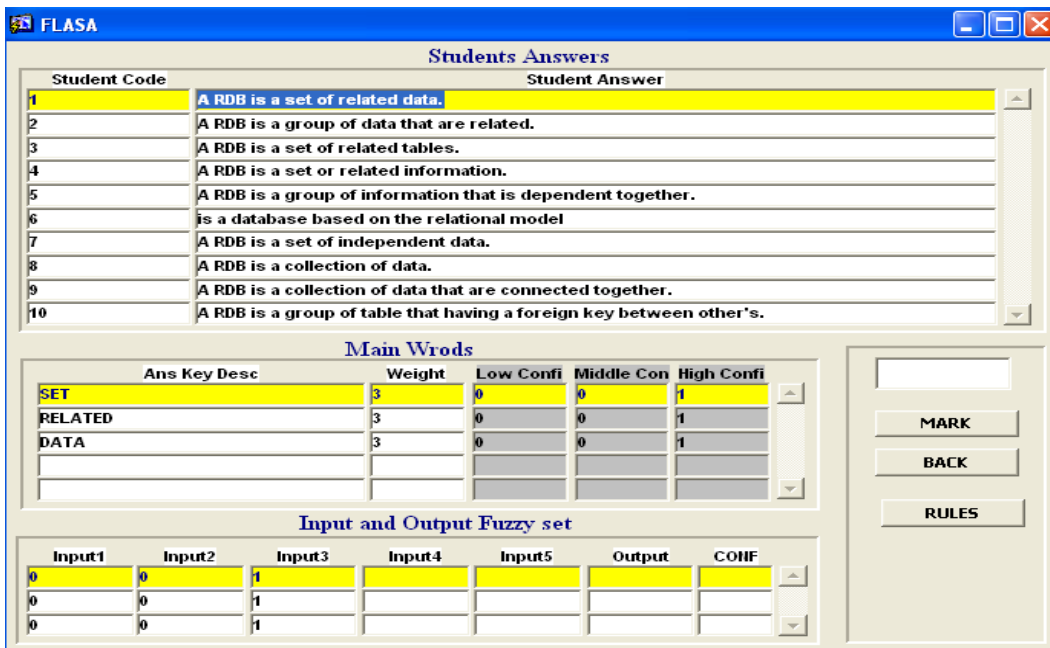 FLASA
Students Answers
Student Code Student Answer
1 A RDB is a set of related data.
2 A RDB is a group of data that are related.
3 A RDB is a set of related tables.
4 A RDB is a set or related information.
5 A RDB is a group of information that is dependent together.
6 is a database based on the relational model
7 A RDB is a set of independent data.
8 A RDB is a collection of data.
9 A RDB is a collection of data that are connected together.
10 A RDB is a group of table that having a foreign key between other's.
Main Wrods
Ans Key Desc Weight Low Confi Middle Con High Confi
SET 3 0 0 1
RELATED 3 0 0 1
DATA 3 0 0 1
MARK
BACK
RULES
Input and Output Fuzzy set
Input1 Input2 Input3 Input4 Input5 Output CONF
0 0 1
0 0 1
0 0 1